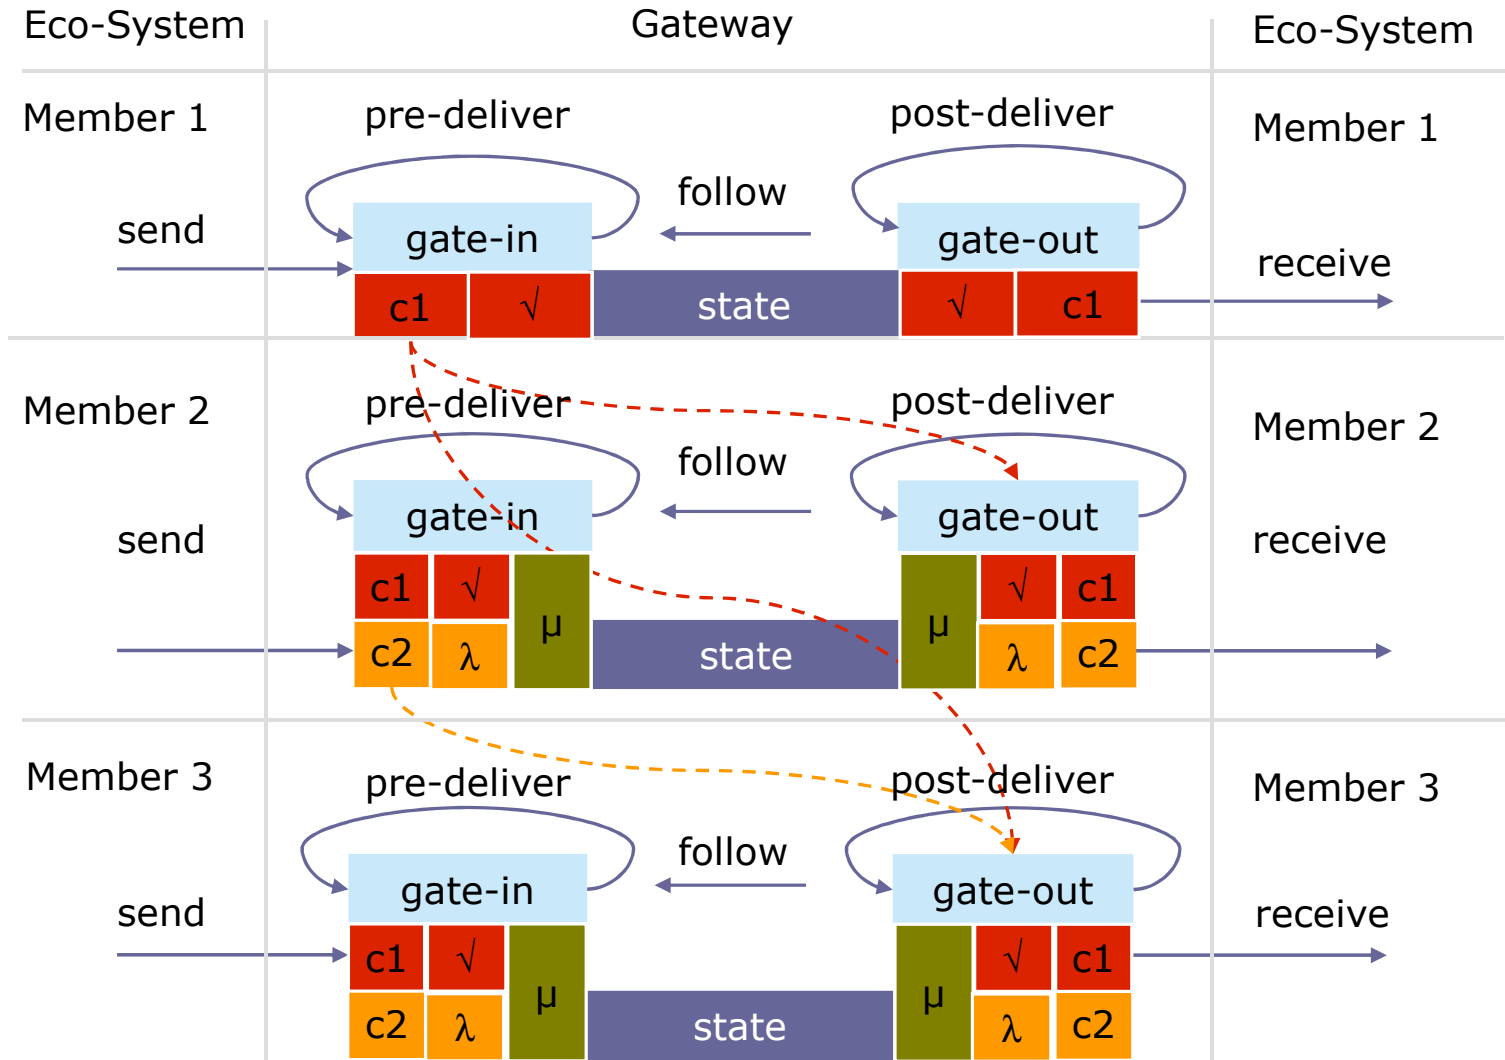 Eco-System
Gateway
Eco-System
Member 1
pre-deliver
post-deliver
Member 1
send
gate-in
follow
gate-out
receive
c1 √
state
√ c1
Member 2
pre-deliver
post-deliver
Member 2
send
gate-in
follow
gate-out
receive
c1 √
μ
c2 λ
state
μ
√ c1
λ c2
Member 3
pre-deliver
post-deliver
Member 3
send
gate-in
follow
gate-out
receive
c1 √
μ
c2 λ
state
μ
√ c1
λ c2